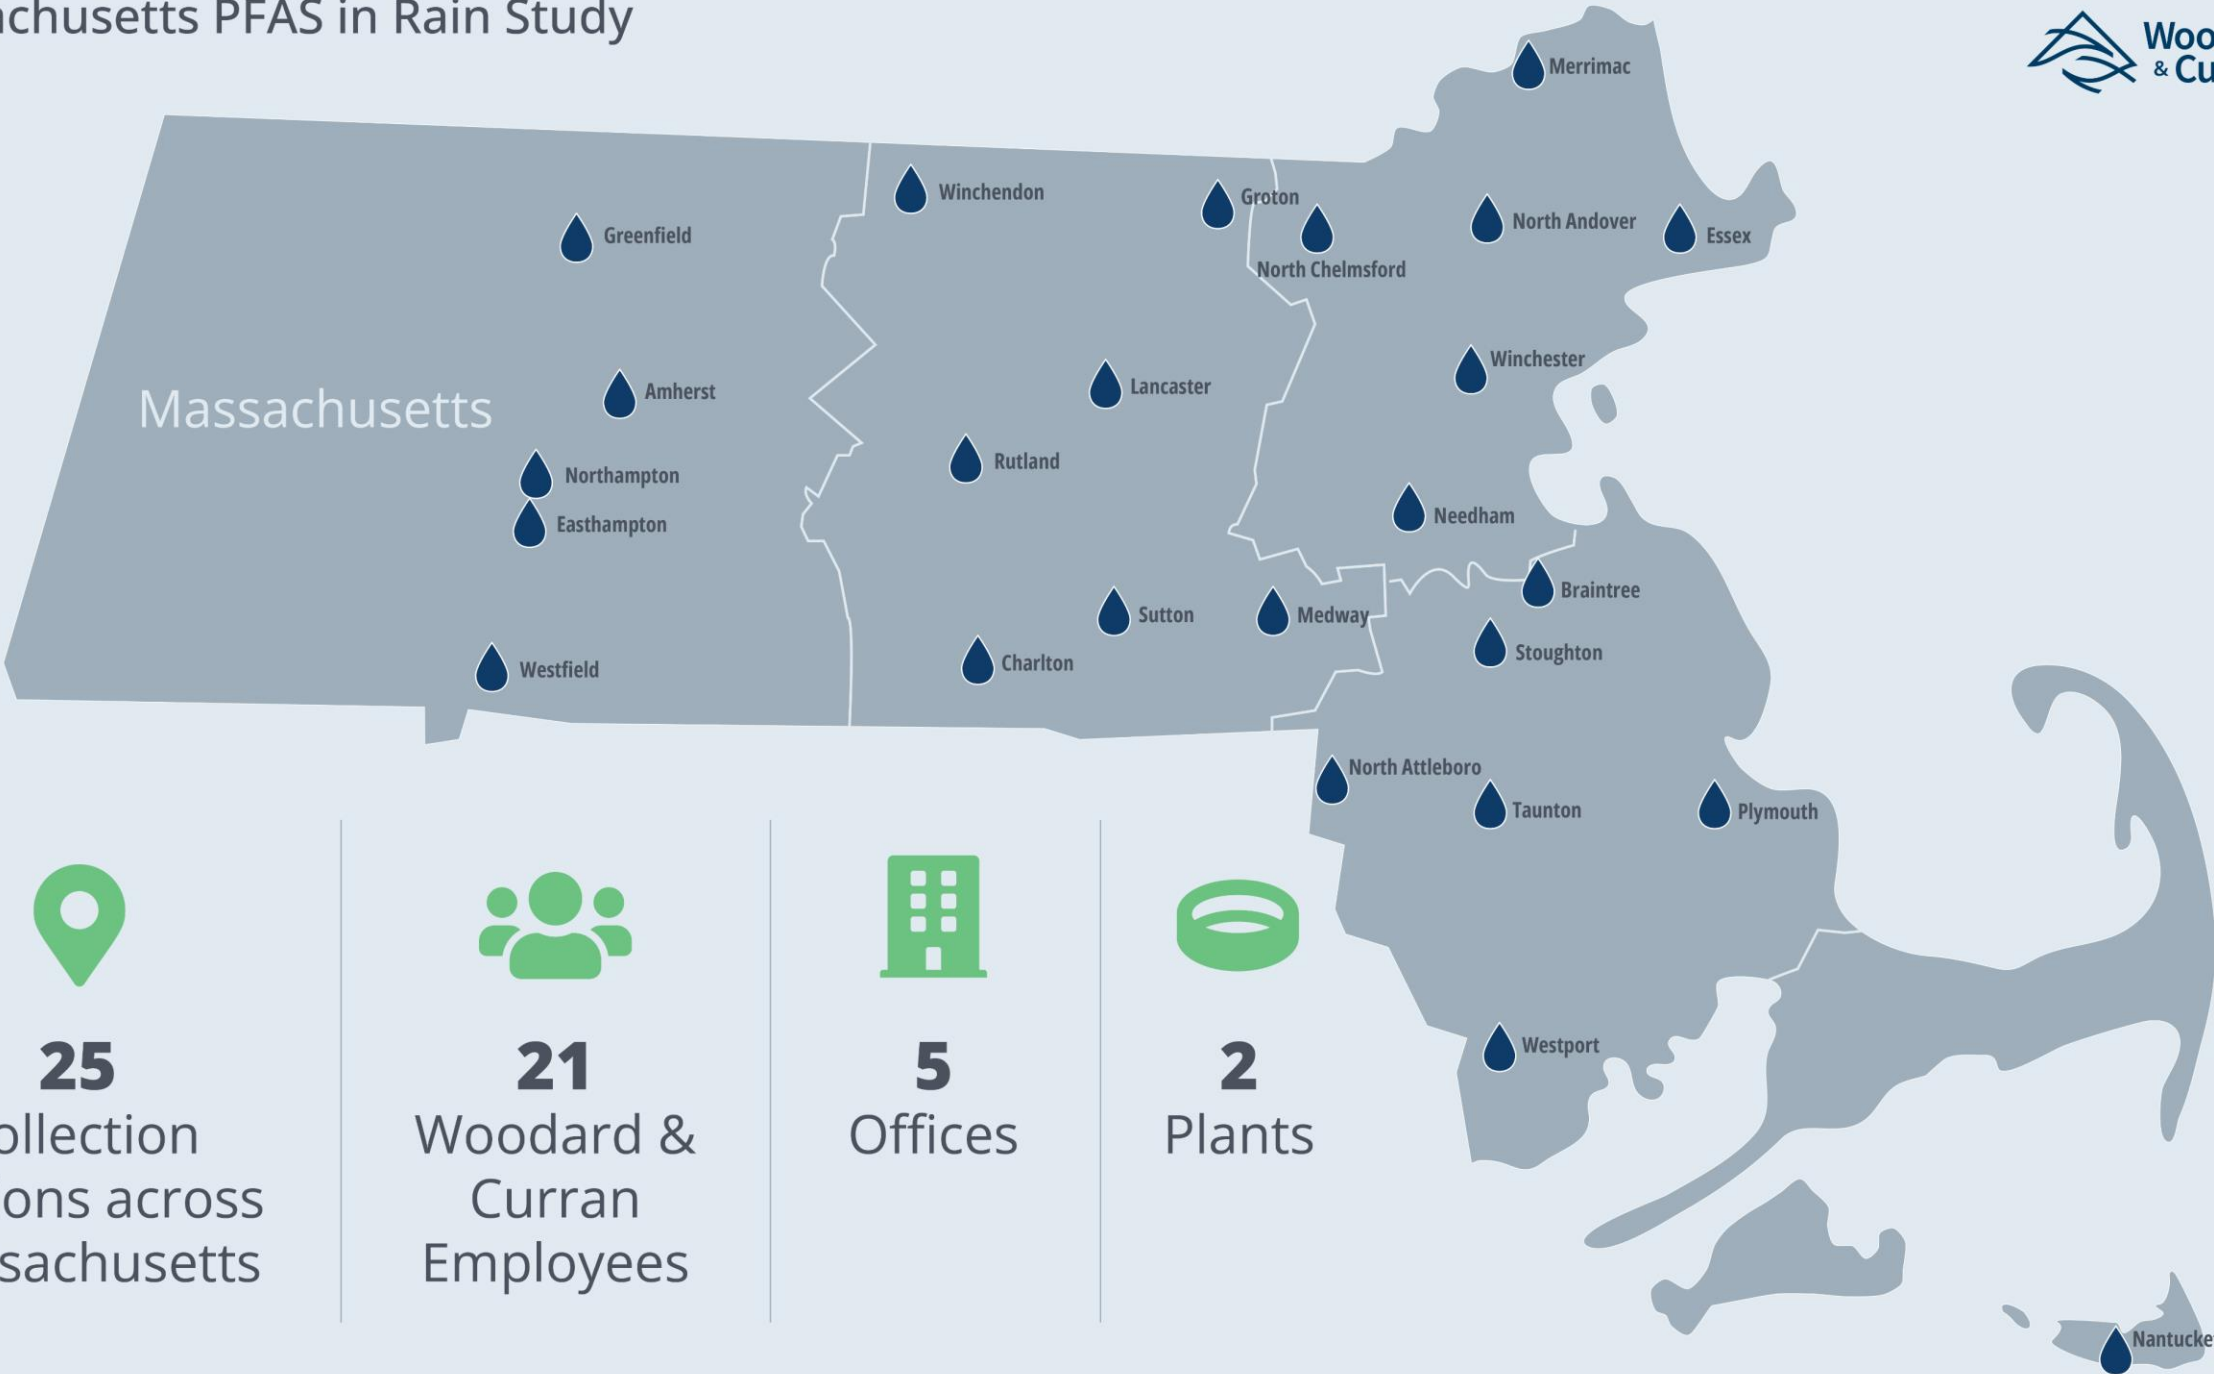 achusetts PFAS in Rain Study
Woo
& Cu
Merrimac
Winchendon
Groton
Greenfield
North Andover
Essex
North Chelmsford
Winchester
Massachusetts
Amherst
Lancaster
Rutland
Northampton
Easthampton
Needham
Braintree
Sutton
Medway
Stoughton
Charlton
Westfield
North Attleboro
Taunton
Plymouth
Westport
Nantucke
25
ollection
ons across
sachusetts
21
Woodard &
Curran
Employees
5
Offices
2
Plants